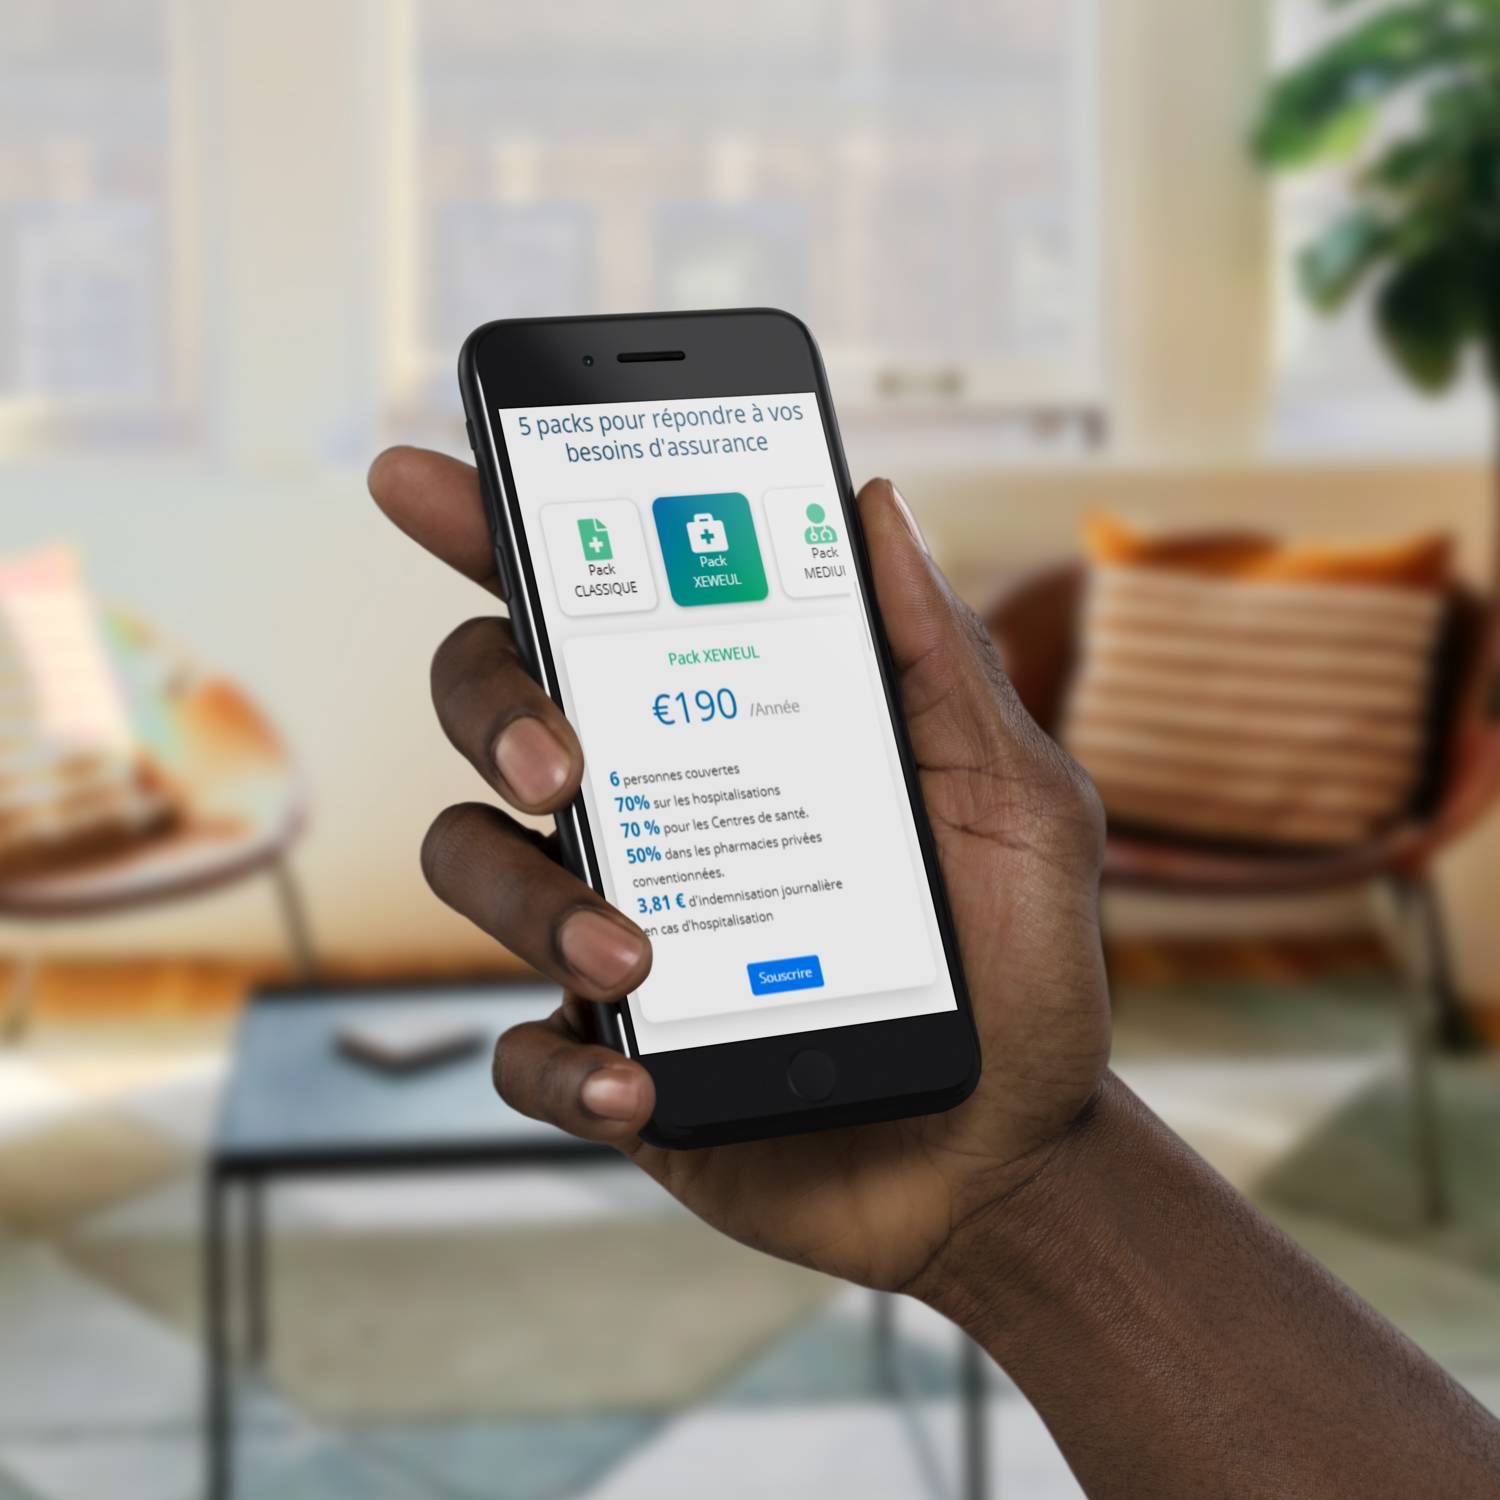 5 packs pour répondre à vos
besoins d'assurance
Pack
CLASSIQUE
Pack
XEWEUL
Pack
MEDIU
Pack XEWEUL
€190 /Année
6 personnes couvertes
70% sur les hospitalisations
70 % pour les Centres de santé.
50% dans les pharmacies privées
conventionnées.
3,81 € d'indemnisation journalière
en cas d'hospitalisation
Souscrire